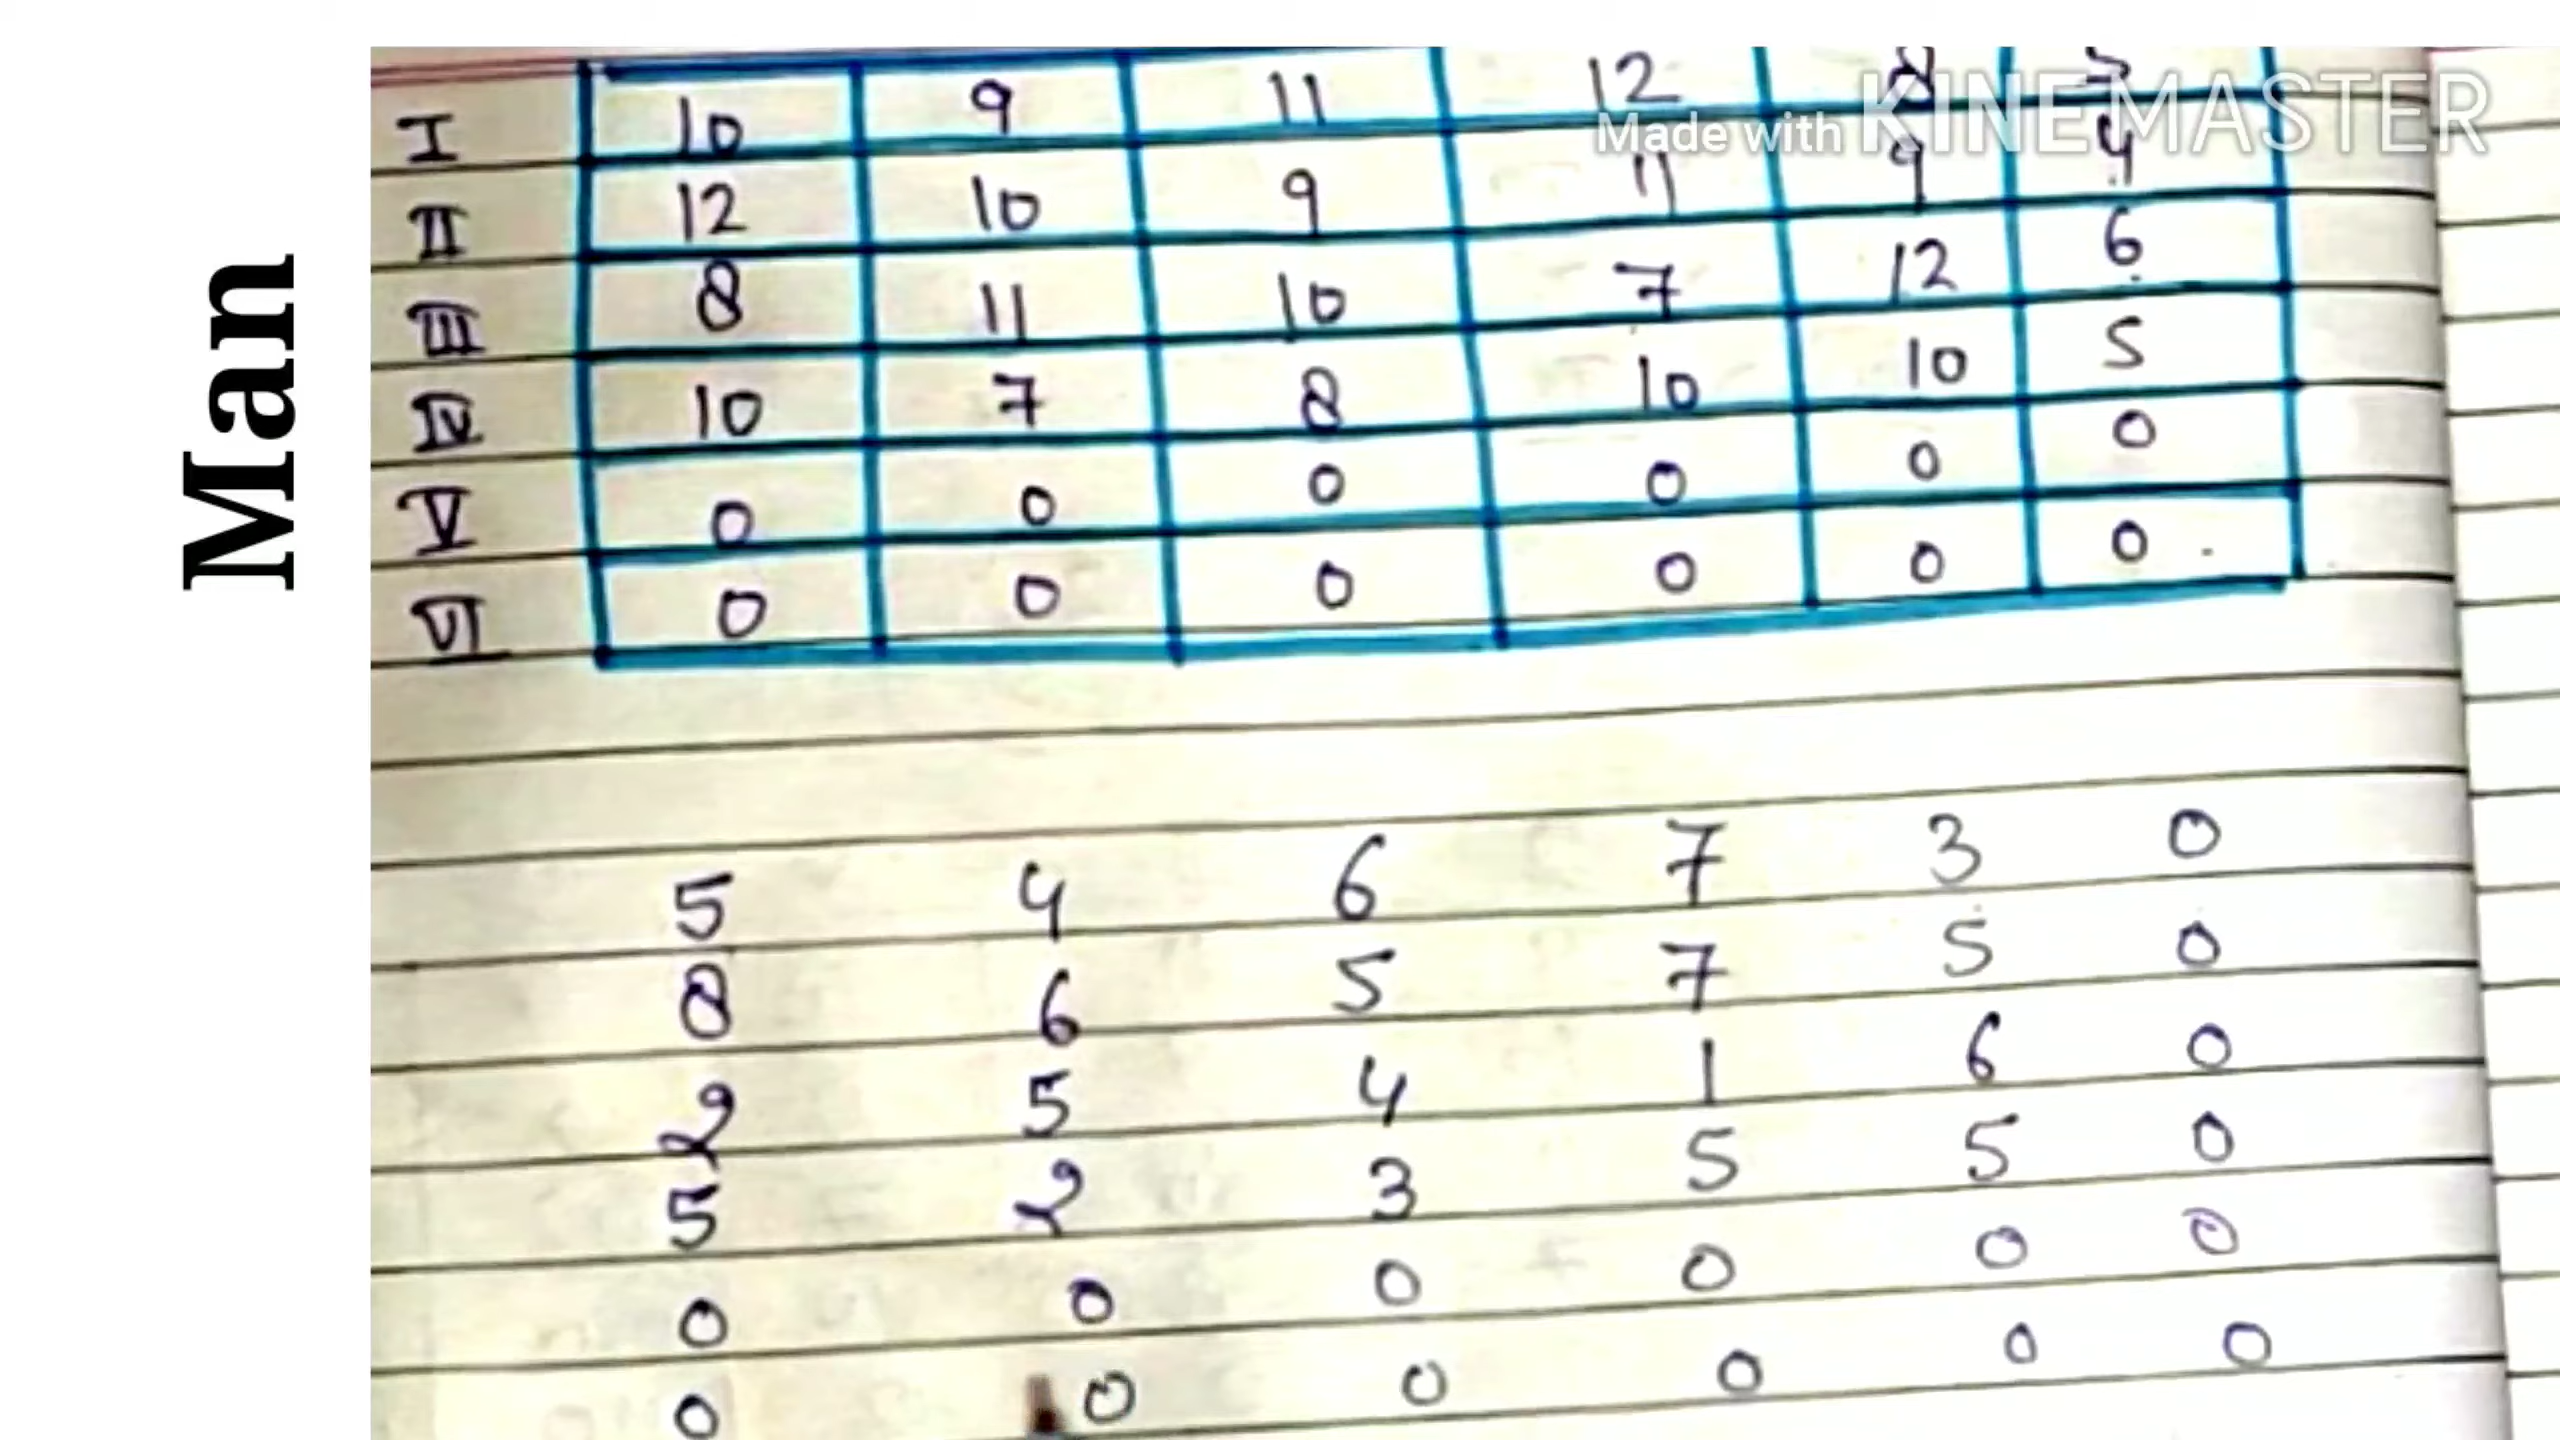 Man
Made with KINEMASTER
I 10 9 11 12 8 5
II 12 10 9 11 9 4
III 8 11 10 7 12 6
IV 10 7 8 10 10 5
V 0 0 0 0 0 0
VI 0 0 0 0 0 0
5 4 6 7 3 0
8 6 5 7 5 0
2 5 4 1 6 0
5 2 3 5 5 0
0 0 0 0 0 0
0 0 0 0 0 0